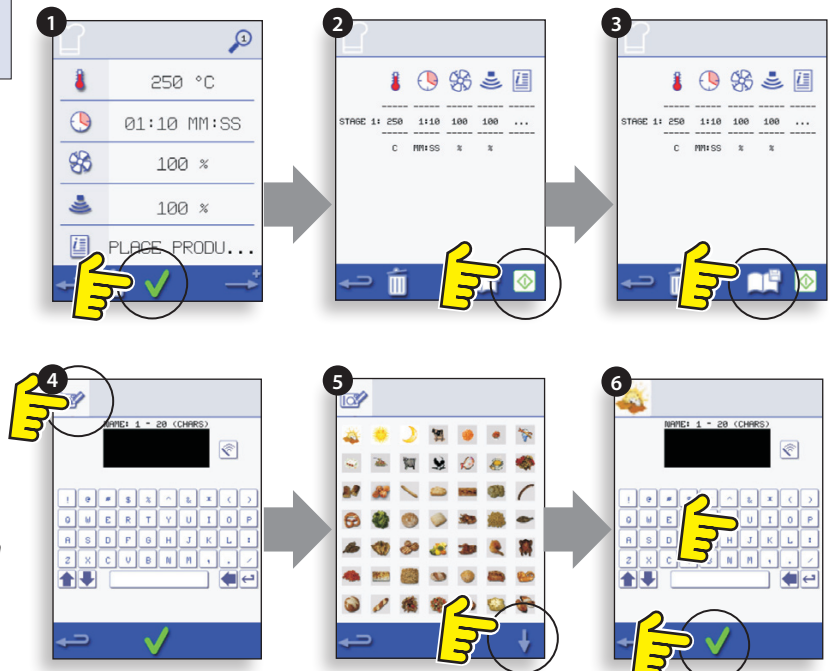 1
1
250 °C
01:10 MM:SS
100 %
100 %
PLACE PRODU...
2
STAGE 1: 250 1:10 100 100 ...
C MM:SS % %
3
STAGE 1: 250 1:10 100 100 ...
C MM:SS % %
4
NAME: 1 - 20 (CHARS)
! @ # $ % ^ & * ( )
Q W E R T Y U I O P
A S D F G H J K L :
Z X C V B N M , . /
5
6
NAME: 1 - 20 (CHARS)
! @ # ^ & * ( )
Q W E R U I O P
A S D F H J K L :
Z X C N M , . /